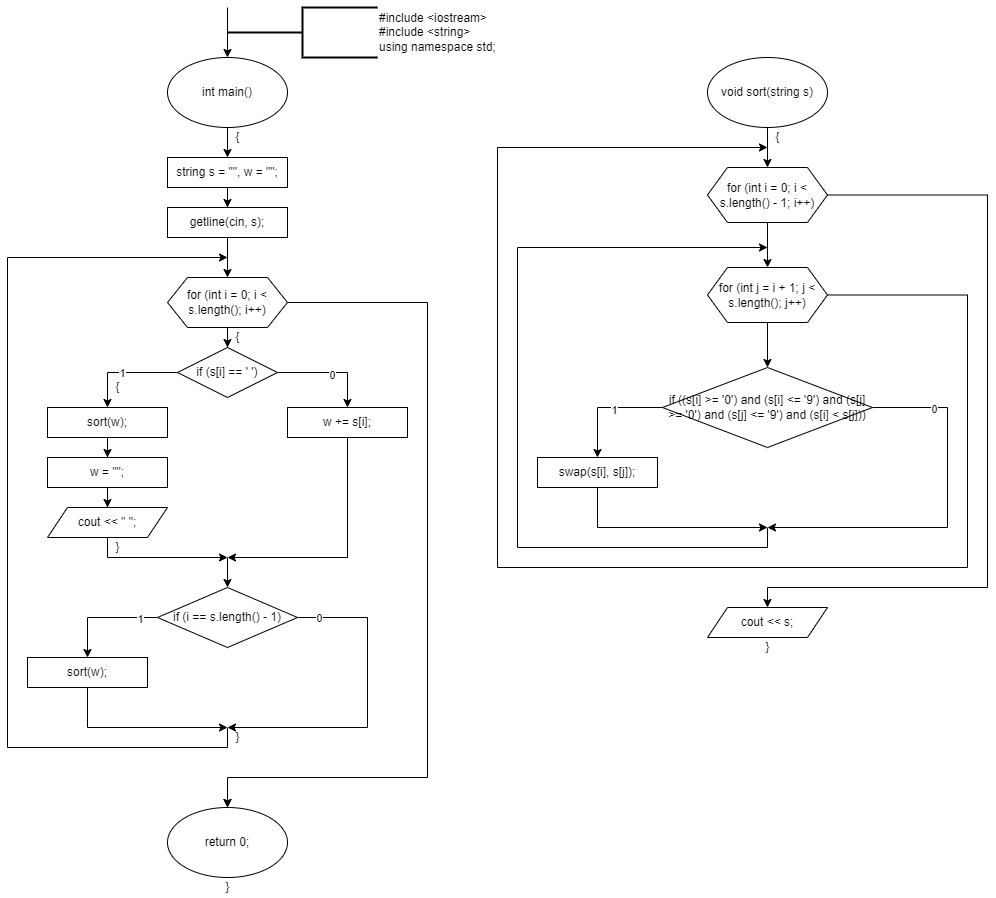 #include <iostream>
#include <string>
using namespace std;
int main()
{
string s = "", w = "";
getline(cin, s);
for (int i = 0; i <
s.length(); i++)
{
if (s[i] == ' ')
1
0
{
sort(w);
w += s[i];
w = "";
cout << " ";
}
if (i == s.length() - 1)
1
0
sort(w);
}
return 0;
}
void sort(string s)
{
for (int i = 0; i <
s.length() - 1; i++)
for (int j = i + 1; j <
s.length(); j++)
if ((s[i] >= '0') and (s[i] <= '9') and (s[j]
>= '0') and (s[j] <= '9') and (s[i] < s[j]))
1
0
swap(s[i], s[j]);
cout << s;
}